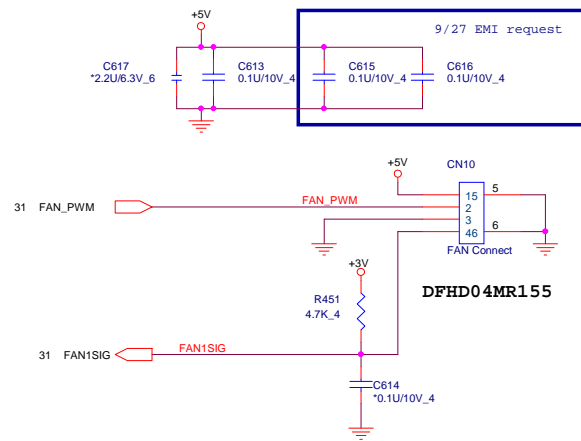 +5V
9/27 EMI request
C617
*2.2U/6.3V_6
C613
0.1U/10V_4
C615
0.1U/10V_4
C616
0.1U/10V_4
+5V
CN10
31 FAN_PWM
FAN_PWM
15
2
3
46
5
6
FAN Connect
DFHD04MR155
+3V
R451
4.7K_4
31 FAN1SIG
FAN1SIG
C614
*0.1U/10V_4